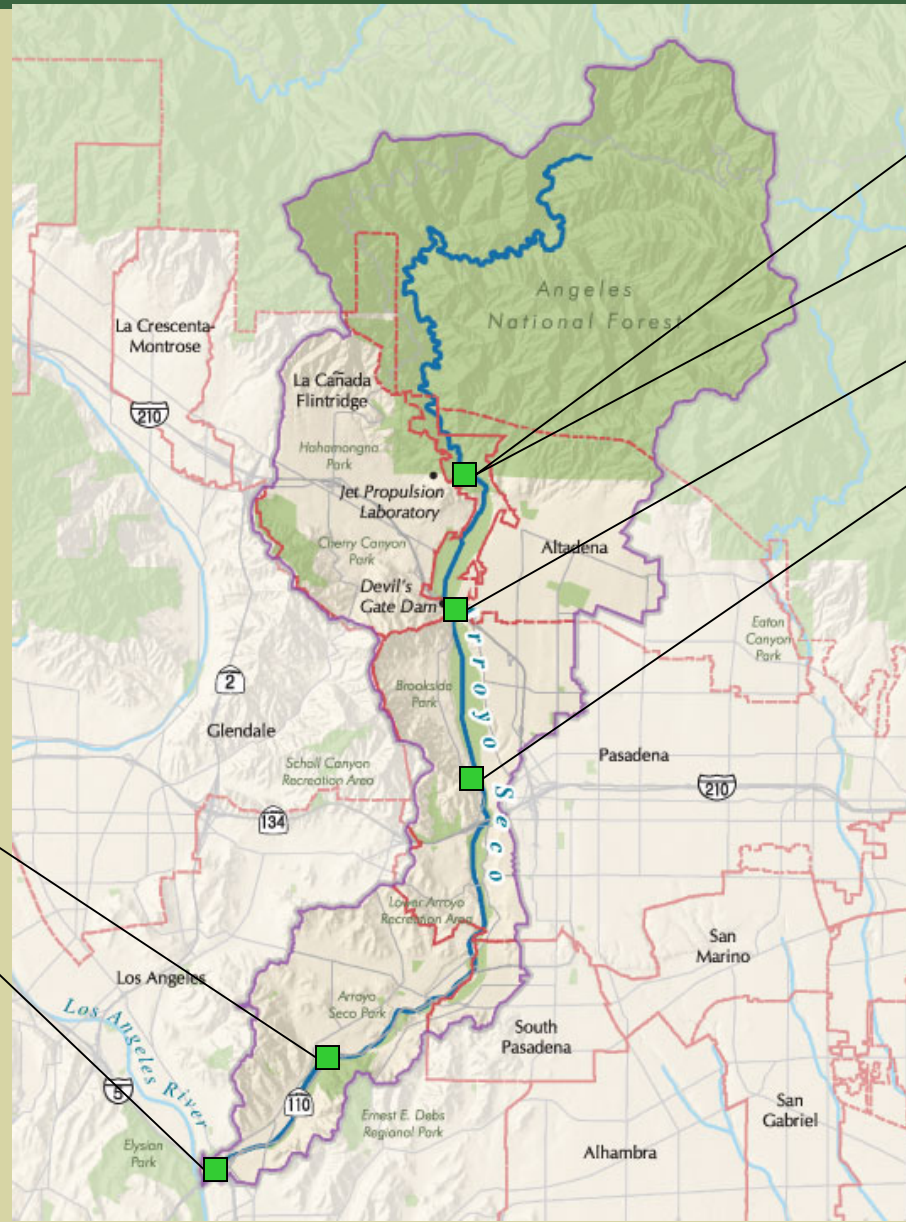 Angeles
National Forest
La Crescenta-
Montrose
210
La Cañada
Flintridge
Hahamongna
Park
Jet Propulsion
Laboratory
Cherry Canyon
Park
Altadena
Devil's
Gate Dam
Eaton
Canyon
Park
2
Brookside
Park
rroyo Seco
Glendale
Pasadena
Scholl Canyon
Recreation Area
210
134
Lower Arroyo
Recreation Area
San
Marino
Los Angeles
Los Angeles River
Arroyo
Seco Park
South
Pasadena
5
110
San
Gabriel
Ernest E. Debs
Regional Park
Elysian
Park
Alhambra